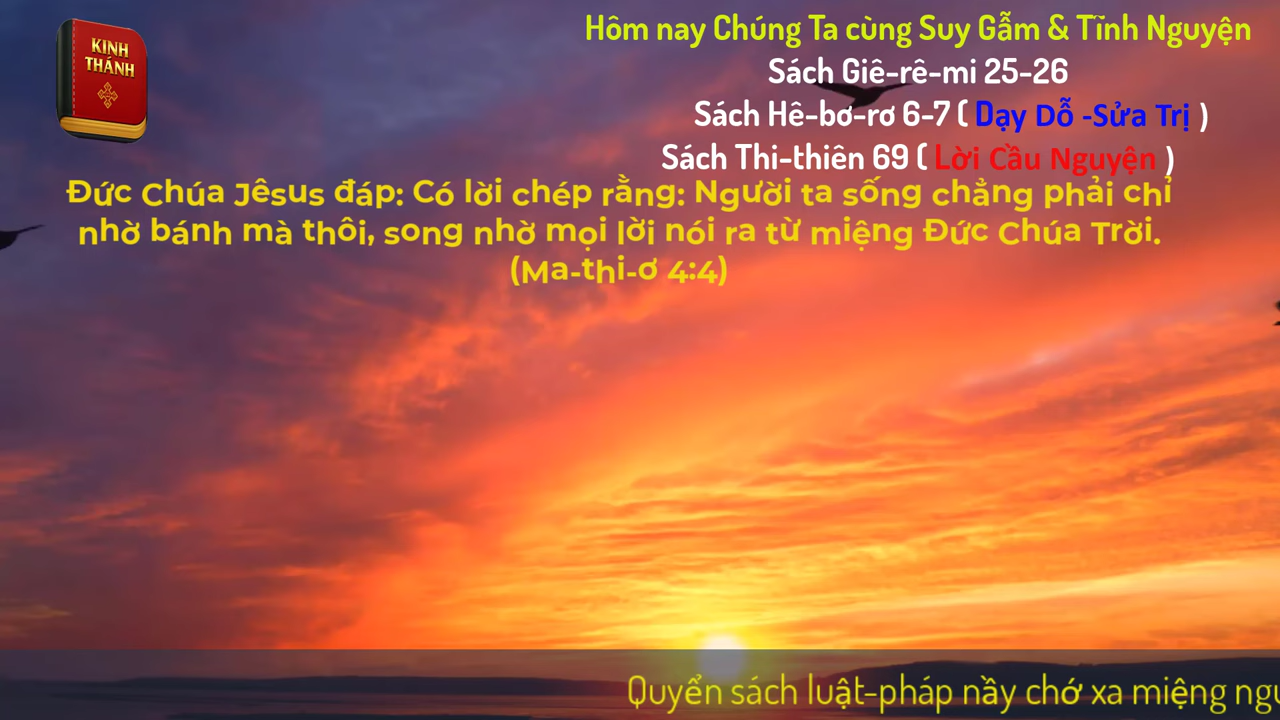 KINH
THÁNH
Hôm nay Chúng Ta cùng Suy Gẫm & Tĩnh Nguyện
Sách Giê-rê-mi 25-26
Sách Hê-bơ-rơ 6-7 ( Dạy Dỗ -Sửa Trị )
Sách Thi-thiên 69 ( Lời Cầu Nguyện )
Đức Chúa Jêsus đáp: Có lời chép rằng: Người ta sống chẳng phải chỉ
nhờ bánh mà thôi, song nhờ mọi lời nói ra từ miệng Đức Chúa Trời.
(Ma-thi-ơ 4:4)
Quyển sách luật-pháp nầy chớ xa miệng